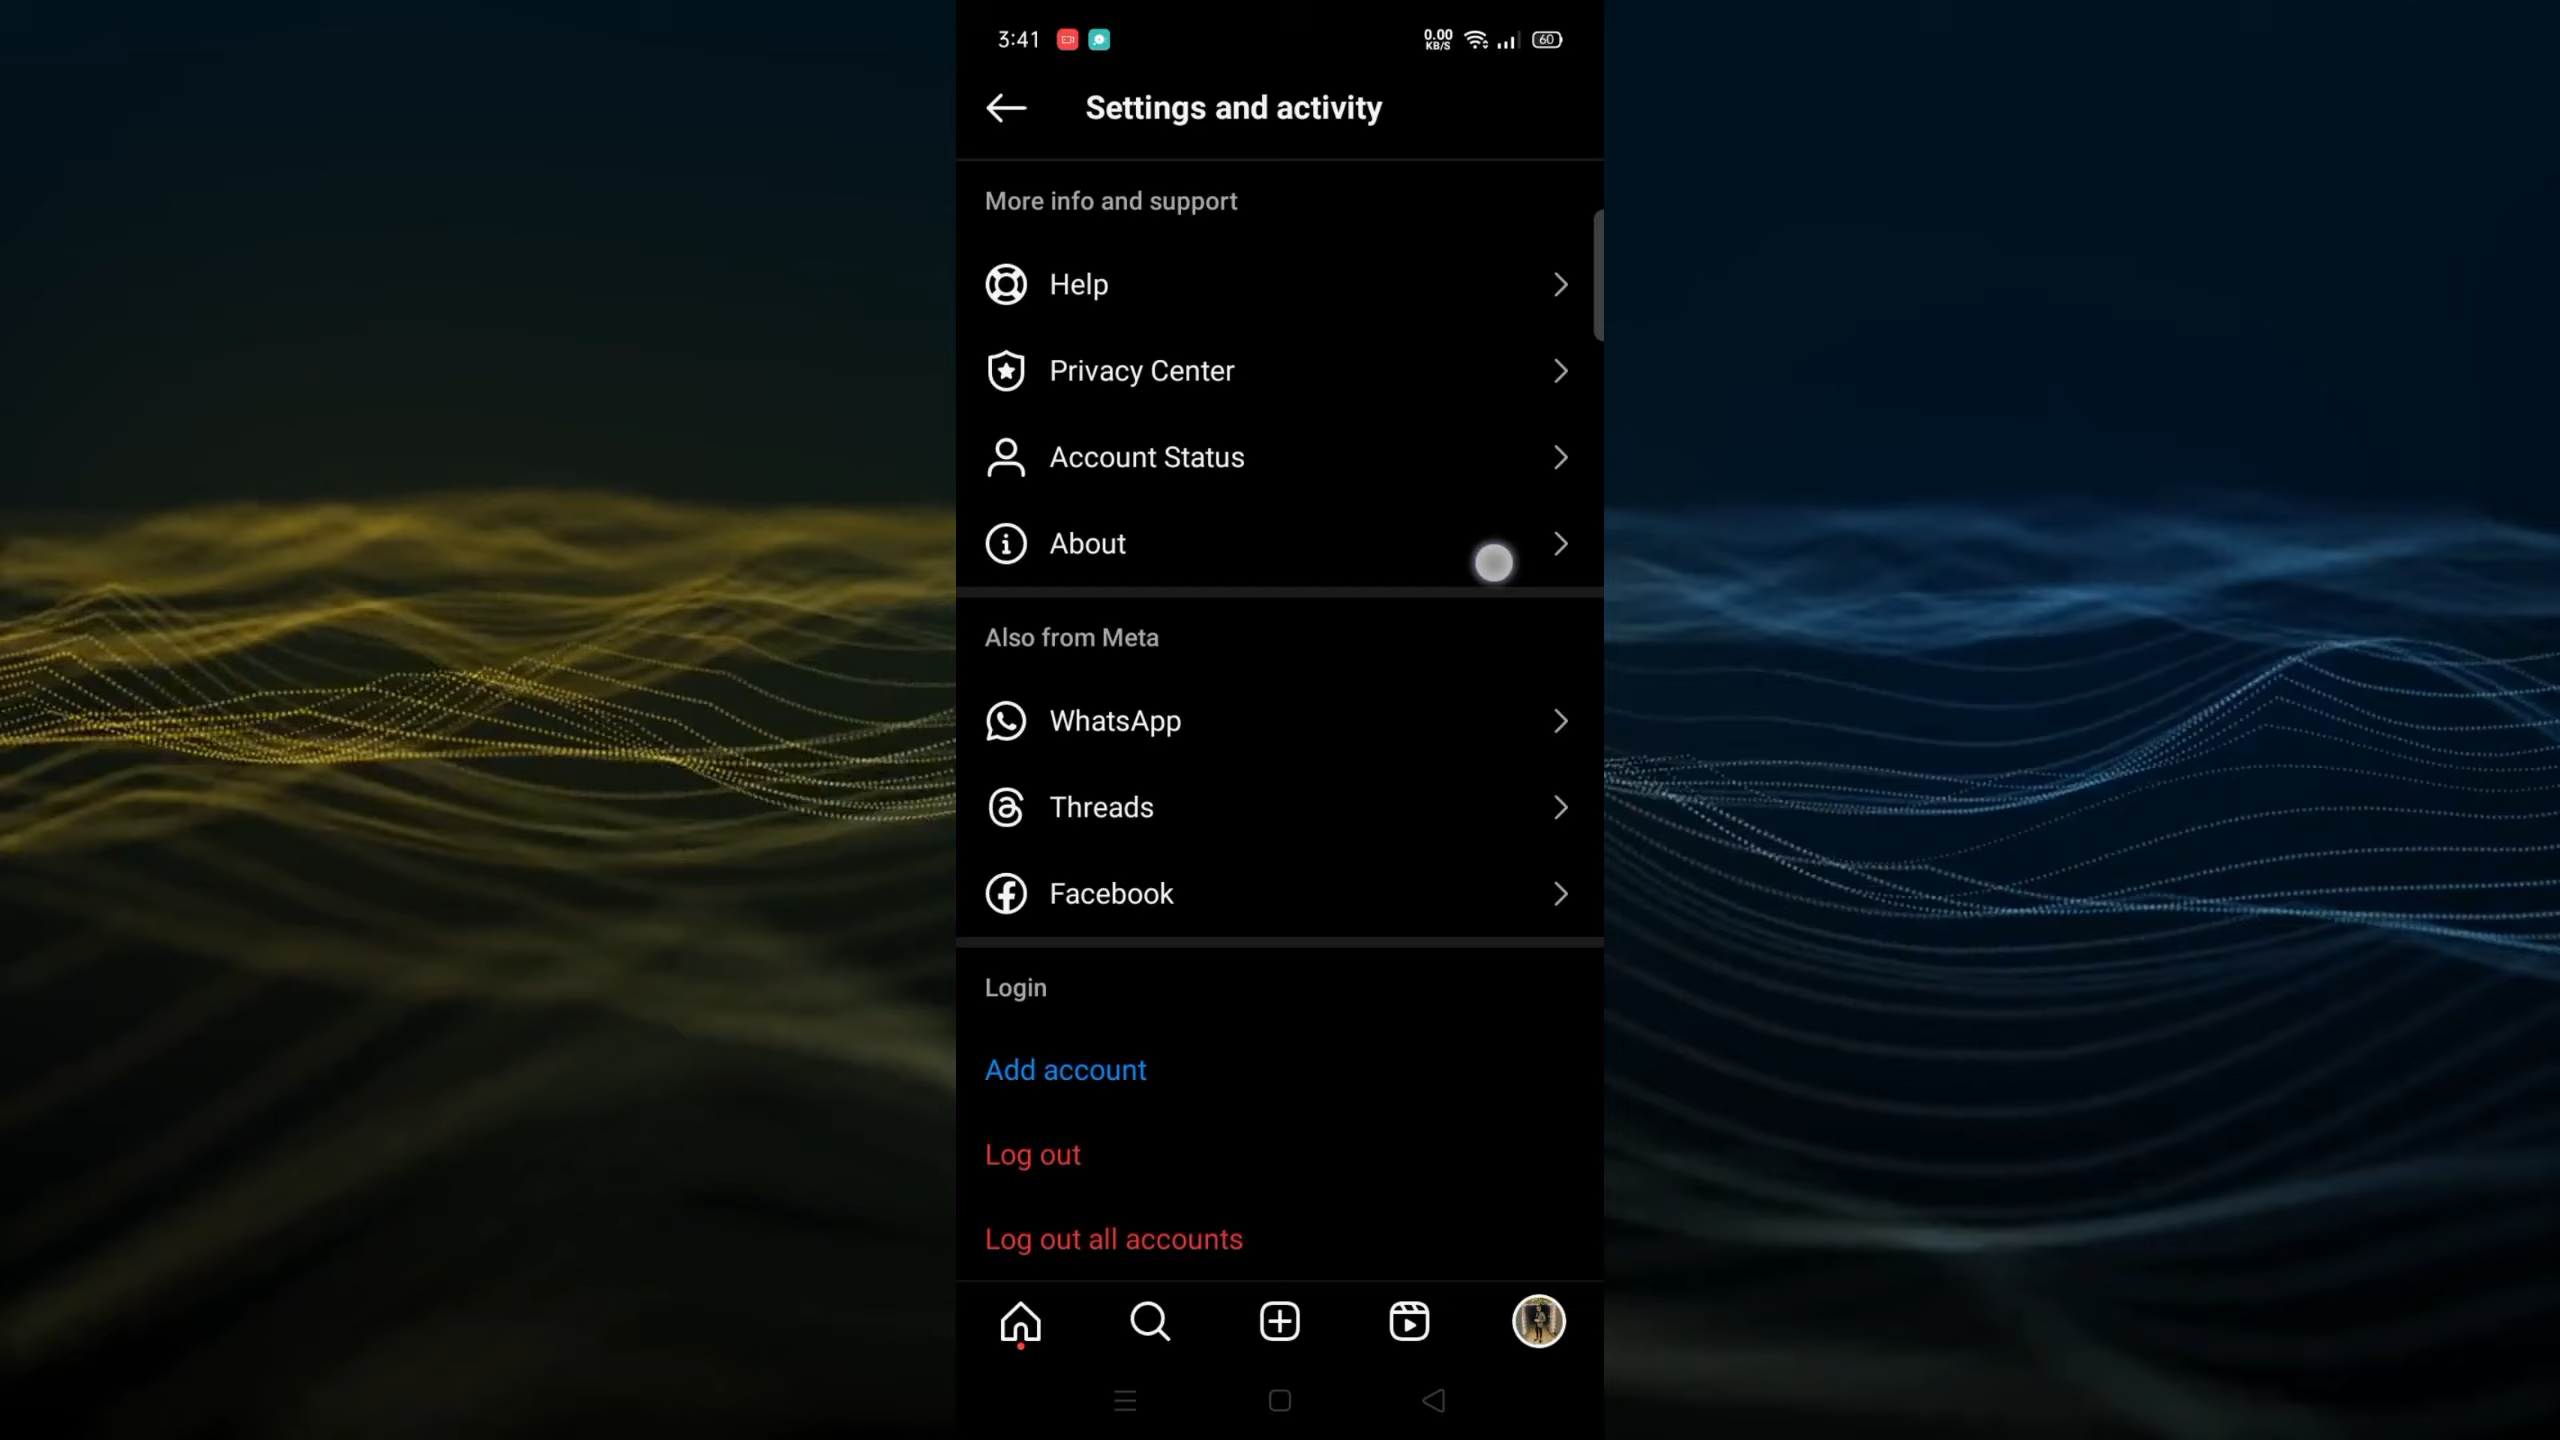 3:41
0.00
KB/S
60
Settings and activity
More info and support
Help
Privacy Center
Account Status
About
Also from Meta
WhatsApp
Threads
Facebook
Login
Add account
Log out
Log out all accounts